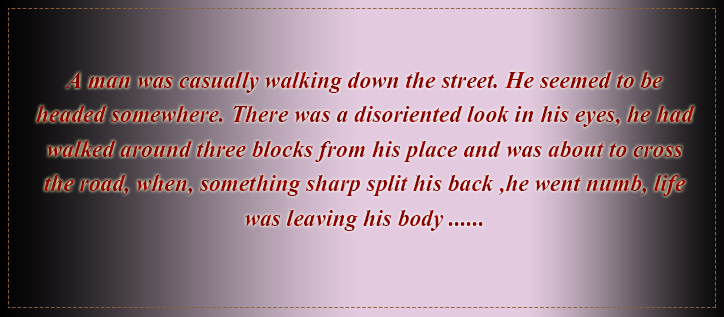 A man was casually walking down the street. He seemed to be
headed somewhere. There was a disoriented look in his eyes, he had
walked around three blocks from his place and was about to cross
the road, when, something sharp split his back ,he went numb, life
was leaving his body ......